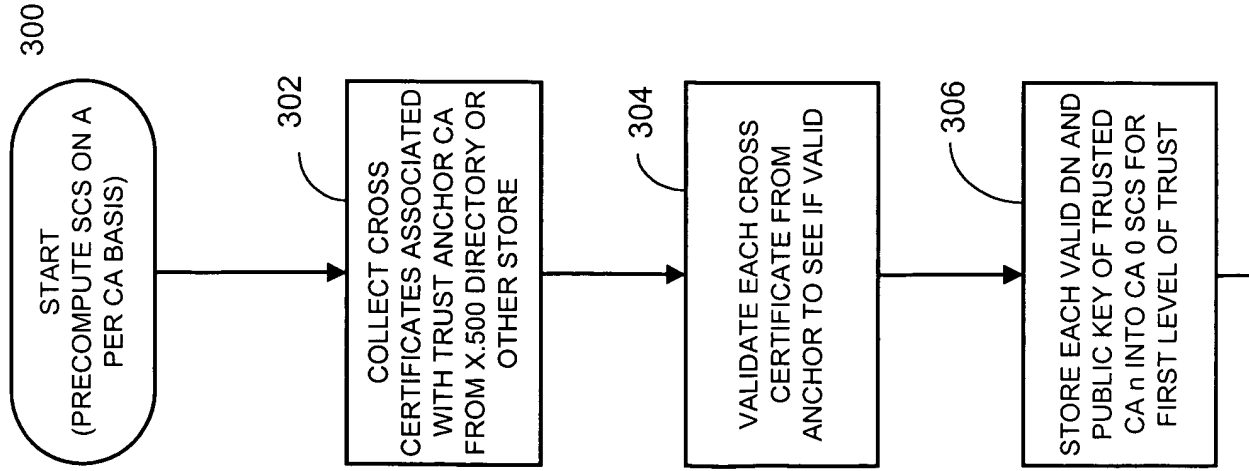 300
START
(PRECOMPUTE SCS ON A
PER CA BASIS)
302
COLLECT CROSS
CERTIFICATES ASSOCIATED
WITH TRUST ANCHOR CA
FROM X.500 DIRECTORY OR
OTHER STORE
304
VALIDATE EACH CROSS
CERTIFICATE FROM
ANCHOR TO SEE IF VALID
306
STORE EACH VALID DN AND
PUBLIC KEY OF TRUSTED
CA n INTO CA 0 SCS FOR
FIRST LEVEL OF TRUST